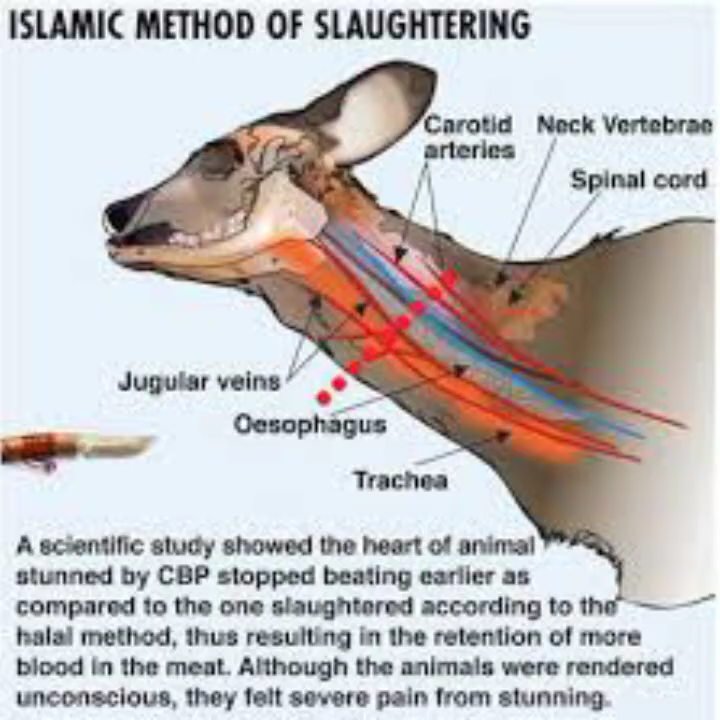 ISLAMIC METHOD OF SLAUGHTERING
Carotid
arteries
Neck Vertebrae
Spinal cord
Jugular veins
Oesophagus
Trachea
A scientific study showed the heart of animal
stunned by CBP stopped beating earlier as
compared to the one slaughtered according to the
halal method, thus resulting in the retention of more
blood in the meat. Although the animals were rendered
unconscious, they felt severe pain from stunning.